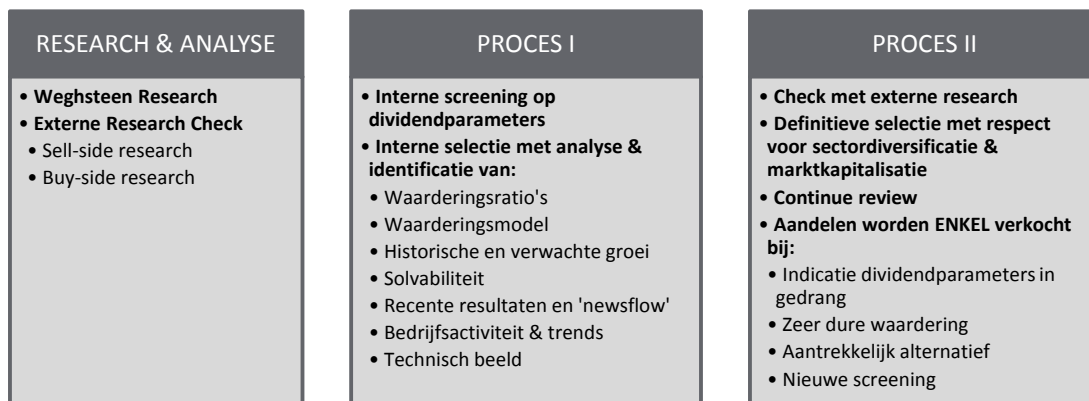 RESEARCH & ANALYSE
• Weghsteen Research
• Externe Research Check
• Sell-side research
• Buy-side research
PROCES I
• Interne screening op
dividendparameters
• Interne selectie met analyse &
identificatie van:
• Waarderingsratio's
• Waarderingsmodel
• Historische en verwachte groei
• Solvabiliteit
• Recente resultaten en 'newsflow'
• Bedrijfsactiviteit & trends
• Technisch beeld
PROCES II
• Check met externe research
• Definitieve selectie met respect
voor sectordiversificatie &
marktkapitalisatie
• Continue review
• Aandelen worden ENKEL verkocht
bij:
• Indicatie dividendparameters in
gedrang
• Zeer dure waardering
• Aantrekkelijk alternatief
• Nieuwe screening